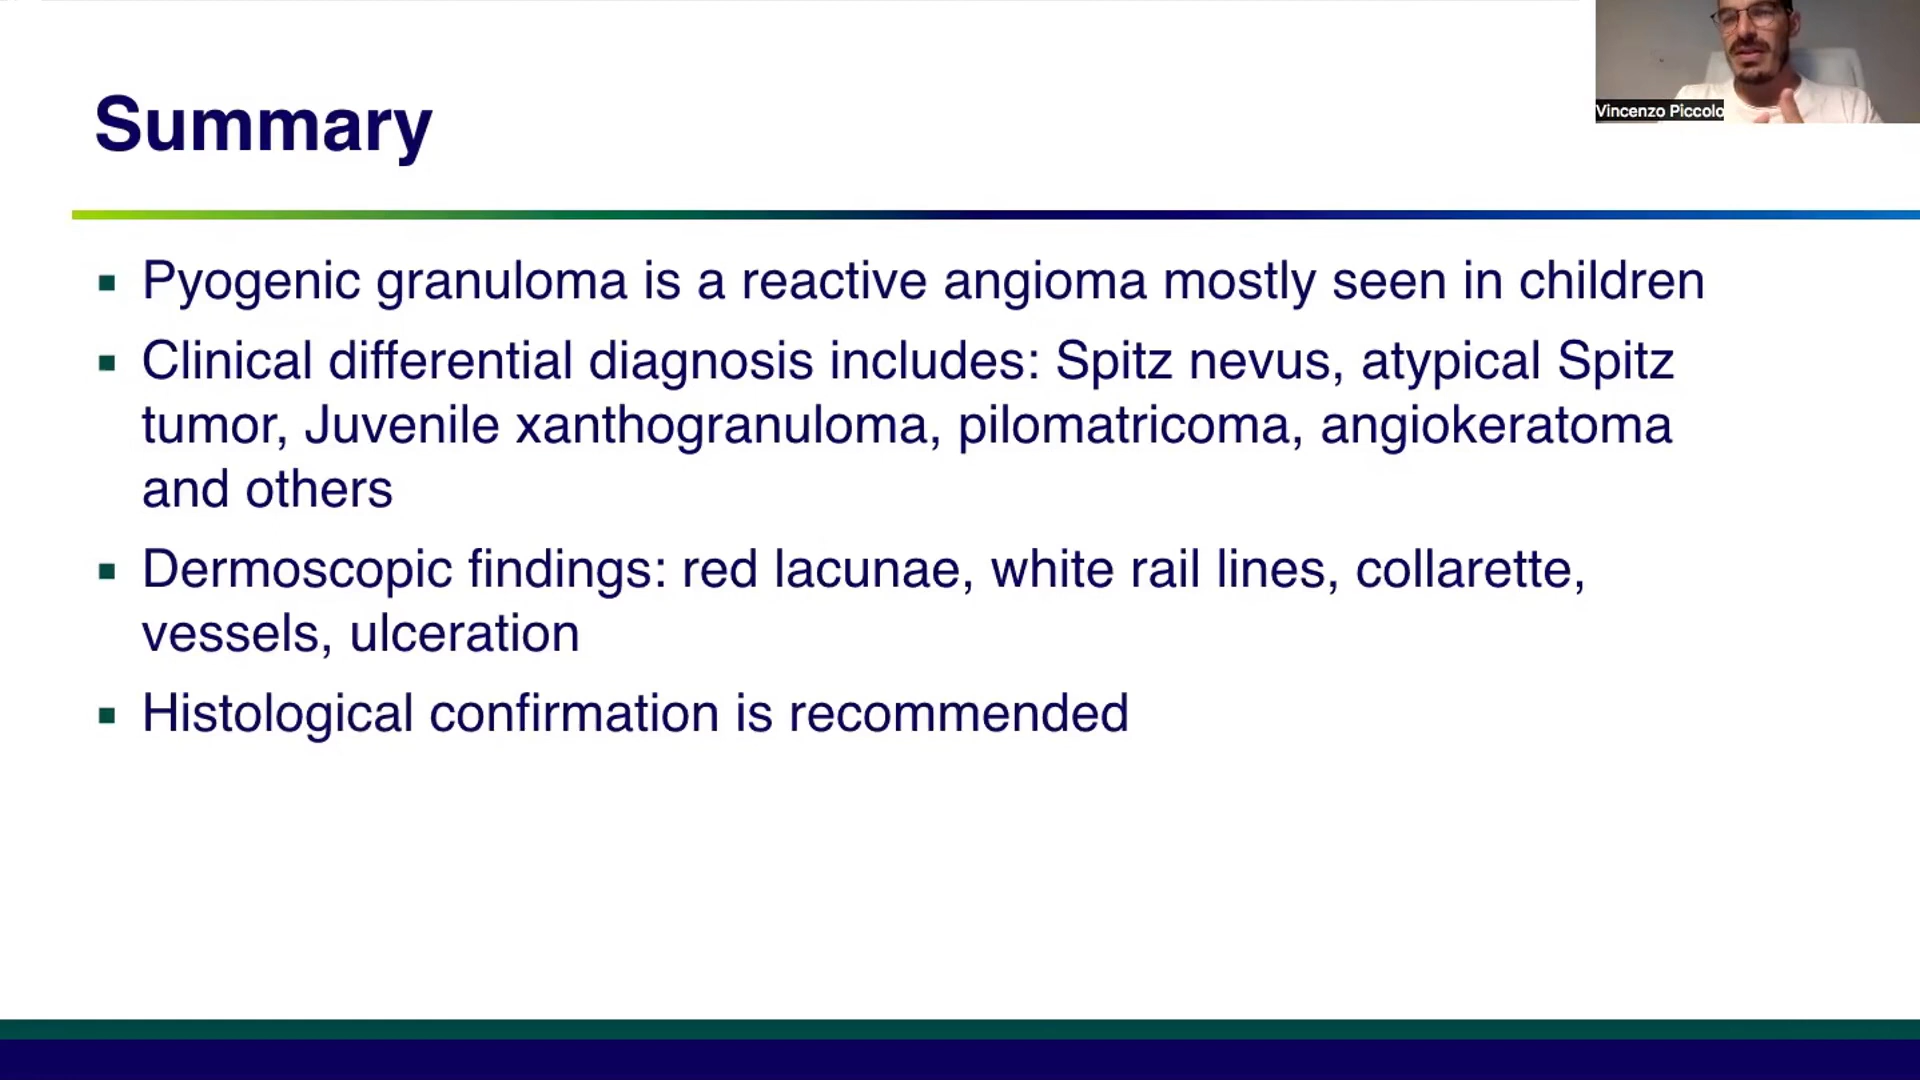 Vincenzo Piccolo
Summary
▪ Pyogenic granuloma is a reactive angioma mostly seen in children
▪ Clinical differential diagnosis includes: Spitz nevus, atypical Spitz
tumor, Juvenile xanthogranuloma, pilomatricoma, angiokeratoma
and others
▪ Dermoscopic findings: red lacunae, white rail lines, collarette,
vessels, ulceration
▪ Histological confirmation is recommended